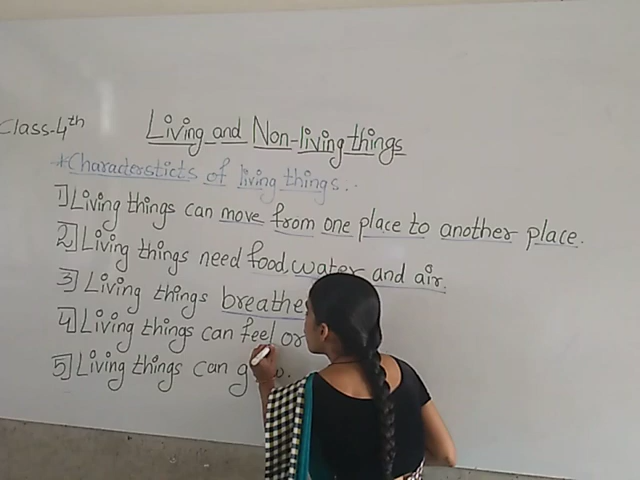 Class-4th
Living and Non-living things
*Charactersticts of living things..
1] Living things can move from one place to another place.
2] Living things need food, water and air.
3] Living things breathe
4] Living things can feel or
5] Living things can